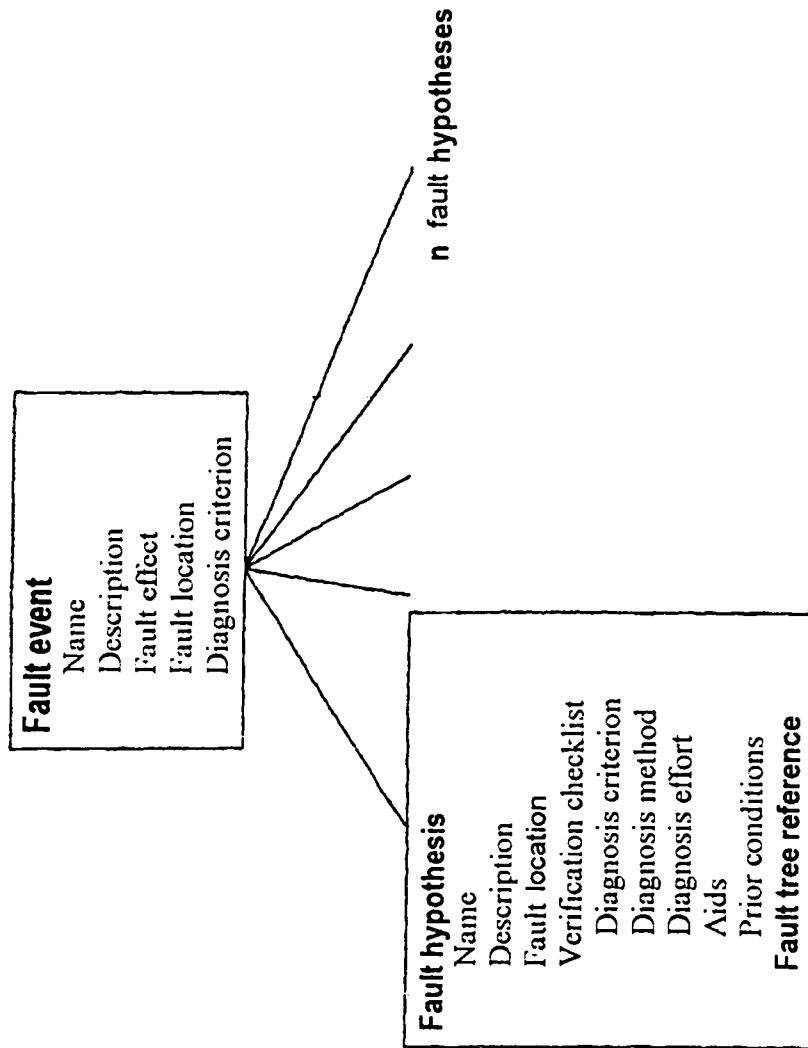 Fault event
Name
Description
Fault effect
Fault location
Diagnosis criterion
Fault hypothesis
Name
Description
Fault location
Verification checklist
Diagnosis criterion
Diagnosis method
Diagnosis effort
Aids
Prior conditions
Fault tree reference
n fault hypotheses